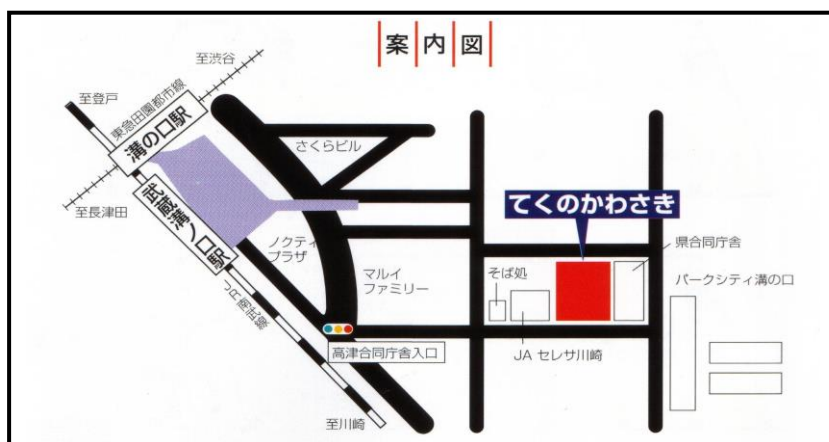 案内図
至渋谷
至登戸
東急田園都市線
溝の口駅
さくらビル
至長津田
武蔵溝ノ口駅
てくのかわさき
県合同庁舎
ノクティ
プラザ
マルイ
ファミリー
そば処
パークシティ溝の口
JR南武線
高津合同庁舎入口
JA セレサ川崎
至川崎